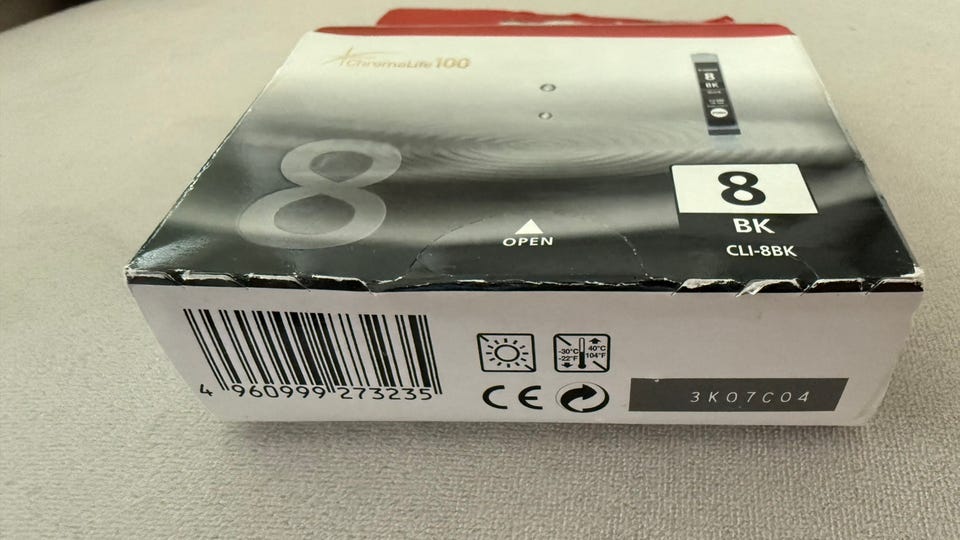 ChromaLife 100
8
BK
8
8
BK
CLI-8BK
OPEN
-30°C
-22°F
40°C
104°F
4 960999 273235
CE
3K07C04